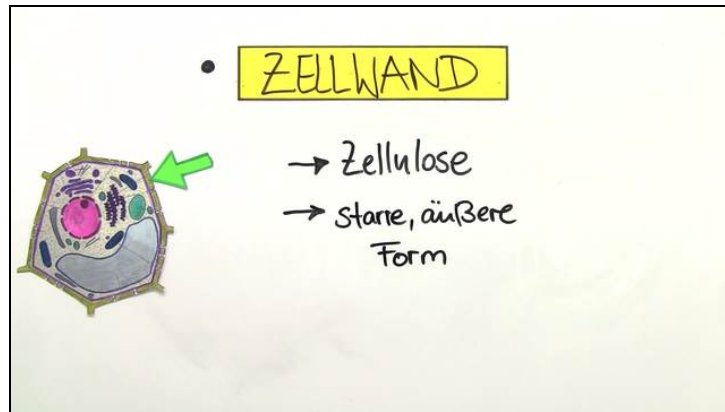 • ZELLWAND
→ Zellulose
→ starre, äußere
Form